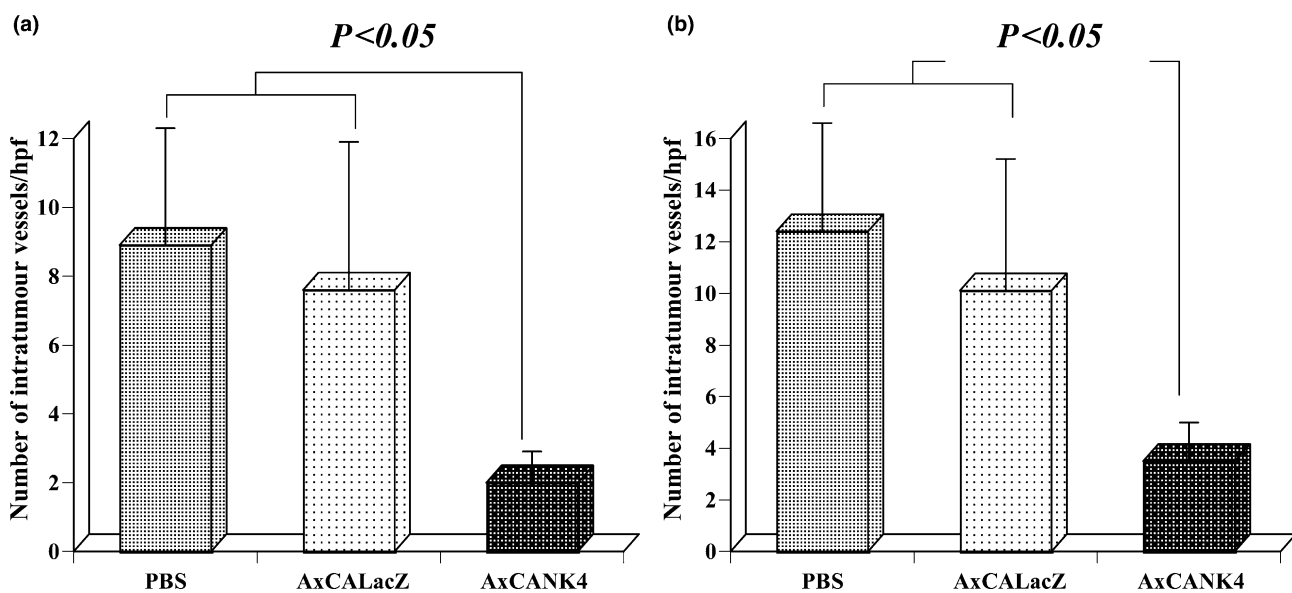 (a)
P<0.05
Number of intratumour vessels/hpf
12
10
8
6
4
2
0
PBS
AxCALacZ
AxCANK4
(b)
P<0.05
Number of intratumour vessels/hpf
16
14
12
10
8
6
4
2
0
PBS
AxCALacZ
AxCANK4